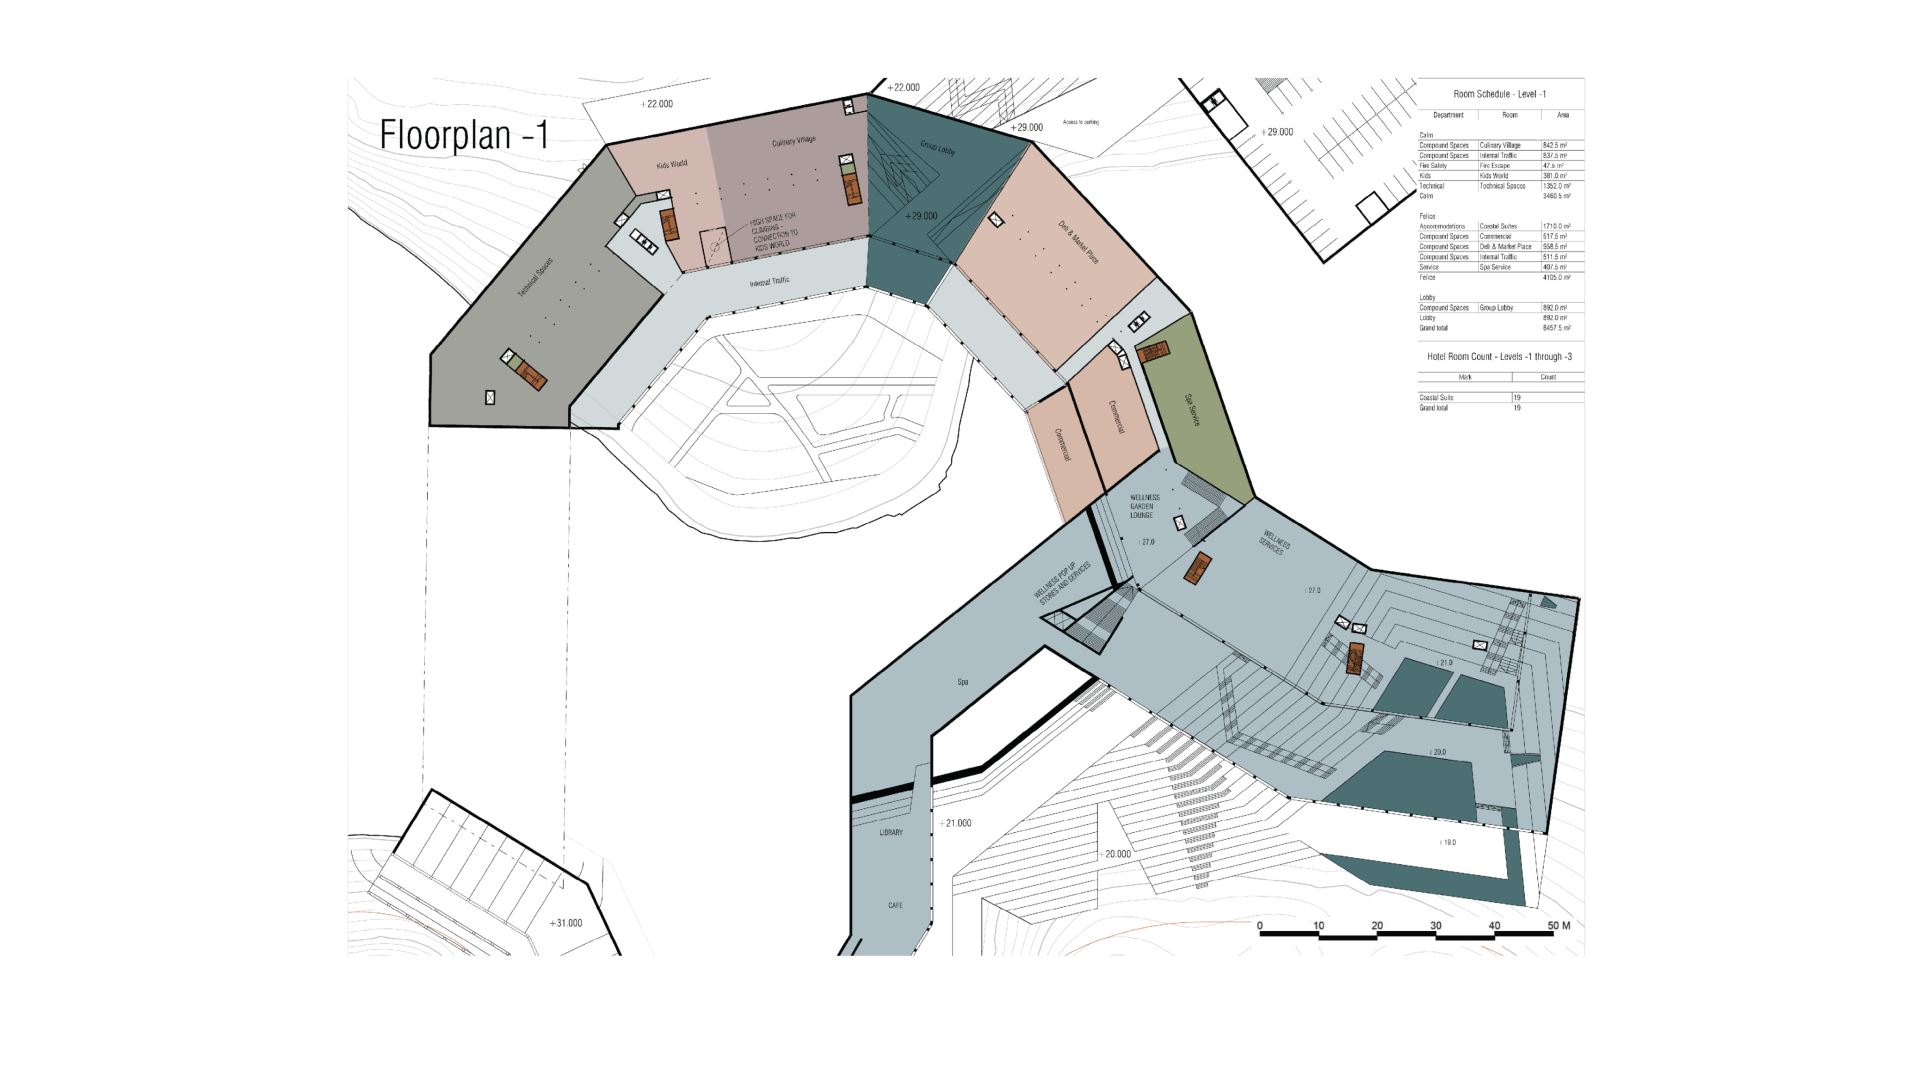 Floorplan -1
+22.000
+22.000
+29.000
Access to parking
+29.000
Kids World
Culinary Village
Group Lobby
+29.000
HIGH SPACE FOR
CLIMBING -
CONNECTION TO
KIDS WORLD
Deli & Market Place
Technical Spaces
Internal Traffic
Commercial
Commercial
Spa Service
WELLNESS
GARDEN
LOUNGE
27.0
WELLNESS
SERVICES
27.0
WELLNESS POP UP
STORES AND SERVICES
Spa
21.0
20.0
19.0
LIBRARY
+21.000
+20.000
CAFE
+31.000
0 10 20 30 40 50 M
Room Schedule - Level -1
Department Room Area
Calm
Compound Spaces Culinary Village 842.5 m²
Compound Spaces Internal Traffic 837.5 m²
Fire Safety Fire Escape 47.5 m²
Kids Kids World 381.0 m²
Technical Technical Spaces 1352.0 m²
Calm 3460.5 m²
Felice
Accommodations Coastal Suites 1710.0 m²
Compound Spaces Commercial 517.5 m²
Compound Spaces Deli & Market Place 958.5 m²
Compound Spaces Internal Traffic 511.5 m²
Service Spa Service 407.5 m²
Felice 4105.0 m²
Lobby
Compound Spaces Group Lobby 892.0 m²
Lobby 892.0 m²
Grand total 8457.5 m²
Hotel Room Count - Levels -1 through -3
Mark Count
Coastal Suite 19
Grand total 19